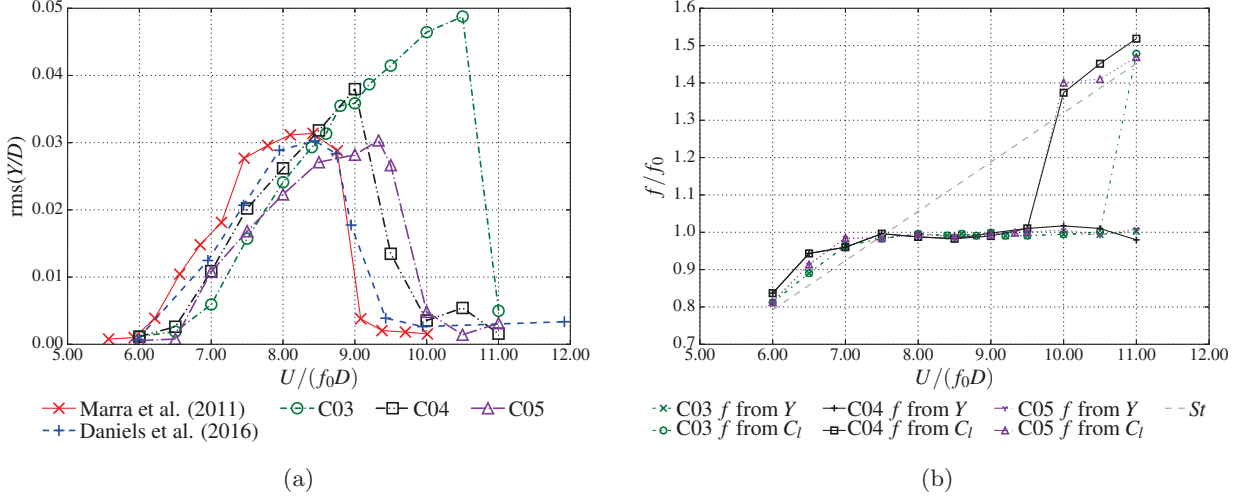 0.05
0.04
0.03
0.02
0.01
0.00
rms(Y/D)
5.00 6.00 7.00 8.00 9.00 10.00 11.00 12.00
U/(f₀D)
Marra et al. (2011) C03 C04 C05
Daniels et al. (2016)
(a)
1.6
1.5
1.4
1.3
1.2
1.1
1.0
0.9
0.8
0.7
f/f₀
5.00 6.00 7.00 8.00 9.00 10.00 11.00 12.00
U/(f₀D)
C03 f from Y C04 f from Y C05 f from Y St
C03 f from Cₗ C04 f from Cₗ C05 f from Cₗ
(b)